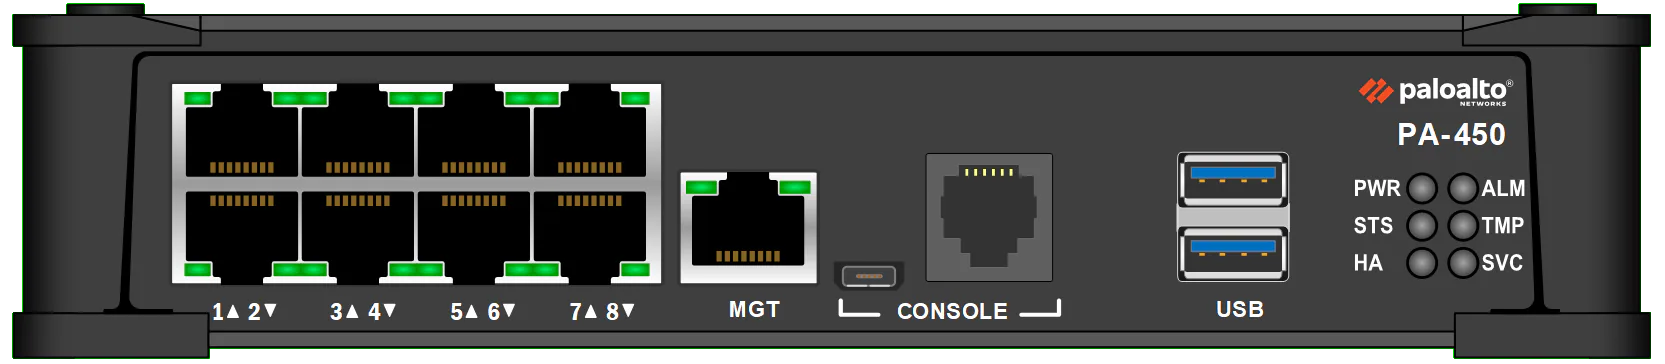 paloalto®
NETWORKS
PA-450
PWR ALM
STS TMP
HA SVC
1▲ 2▼ 3▲ 4▼ 5▲ 6▼ 7▲ 8▼ MGT CONSOLE USB